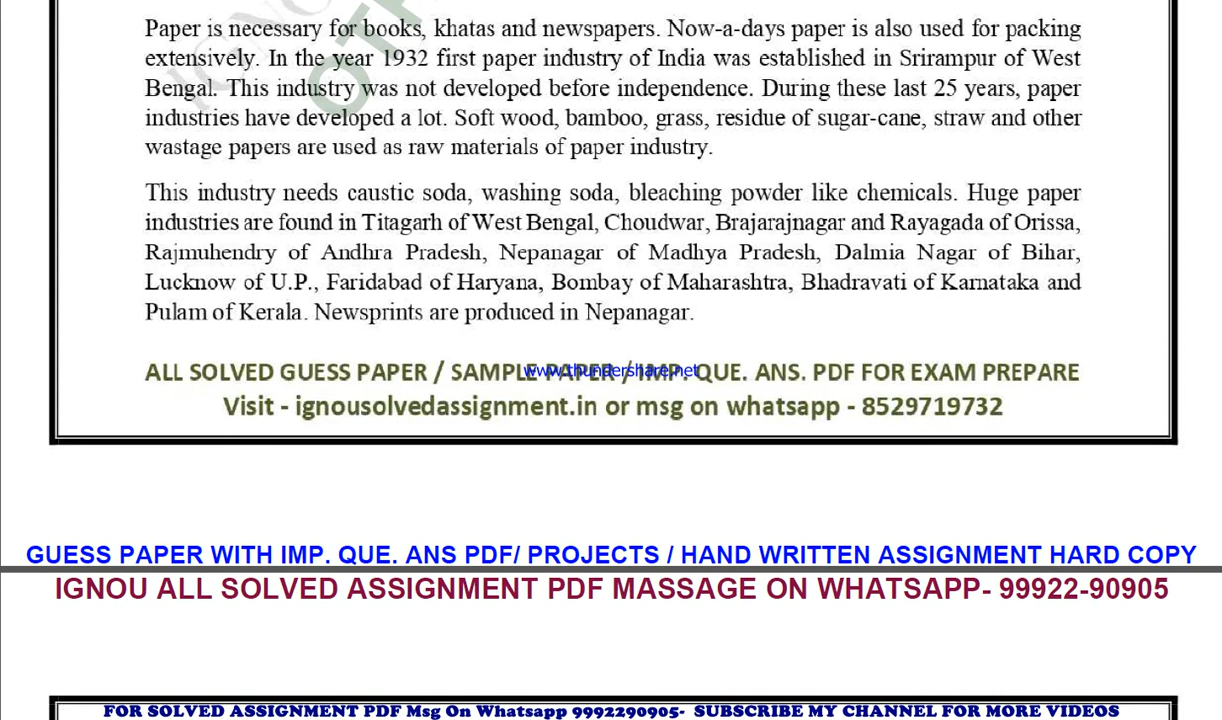 Paper is necessary for books, khatas and newspapers. Now-a-days paper is also used for packing
extensively. In the year 1932 first paper industry of India was established in Srirampur of West
Bengal. This industry was not developed before independence. During these last 25 years, paper
industries have developed a lot. Soft wood, bamboo, grass, residue of sugar-cane, straw and other
wastage papers are used as raw materials of paper industry.
This industry needs caustic soda, washing soda, bleaching powder like chemicals. Huge paper
industries are found in Titagarh of West Bengal, Choudwar, Brajarajnagar and Rayagada of Orissa,
Rajmuhendry of Andhra Pradesh, Nepanagar of Madhya Pradesh, Dalmia Nagar of Bihar,
Lucknow of U.P., Faridabad of Haryana, Bombay of Maharashtra, Bhadravati of Karnataka and
Pulam of Kerala. Newsprints are produced in Nepanagar.
ALL SOLVED GUESS PAPER / SAMPLE PAPER / IMP. QUE. ANS. PDF FOR EXAM PREPARE
www.thundershare.net
Visit - ignousolvedassignment.in or msg on whatsapp - 8529719732
GUESS PAPER WITH IMP. QUE. ANS PDF/ PROJECTS / HAND WRITTEN ASSIGNMENT HARD COPY
IGNOU ALL SOLVED ASSIGNMENT PDF MASSAGE ON WHATSAPP- 99922-90905
FOR SOLVED ASSIGNMENT PDF Msg On Whatsapp 9992290905- SUBSCRIBE MY CHANNEL FOR MORE VIDEOS